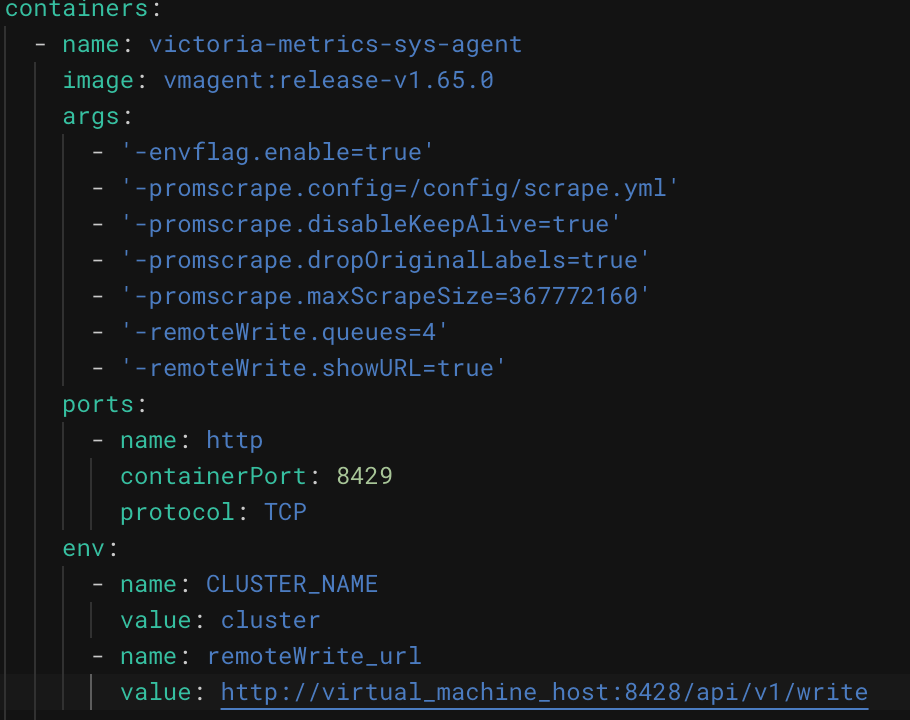 containers:
- name: victoria-metrics-sys-agent
image: vmagent:release-v1.65.0
args:
- '-envflag.enable=true'
- '-promscrape.config=/config/scrape.yml'
- '-promscrape.disableKeepAlive=true'
- '-promscrape.dropOriginalLabels=true'
- '-promscrape.maxScrapeSize=367772160'
- '-remoteWrite.queues=4'
- '-remoteWrite.showURL=true'
ports:
- name: http
containerPort: 8429
protocol: TCP
env:
- name: CLUSTER_NAME
value: cluster
- name: remoteWrite_url
value: http://virtual_machine_host:8428/api/v1/write